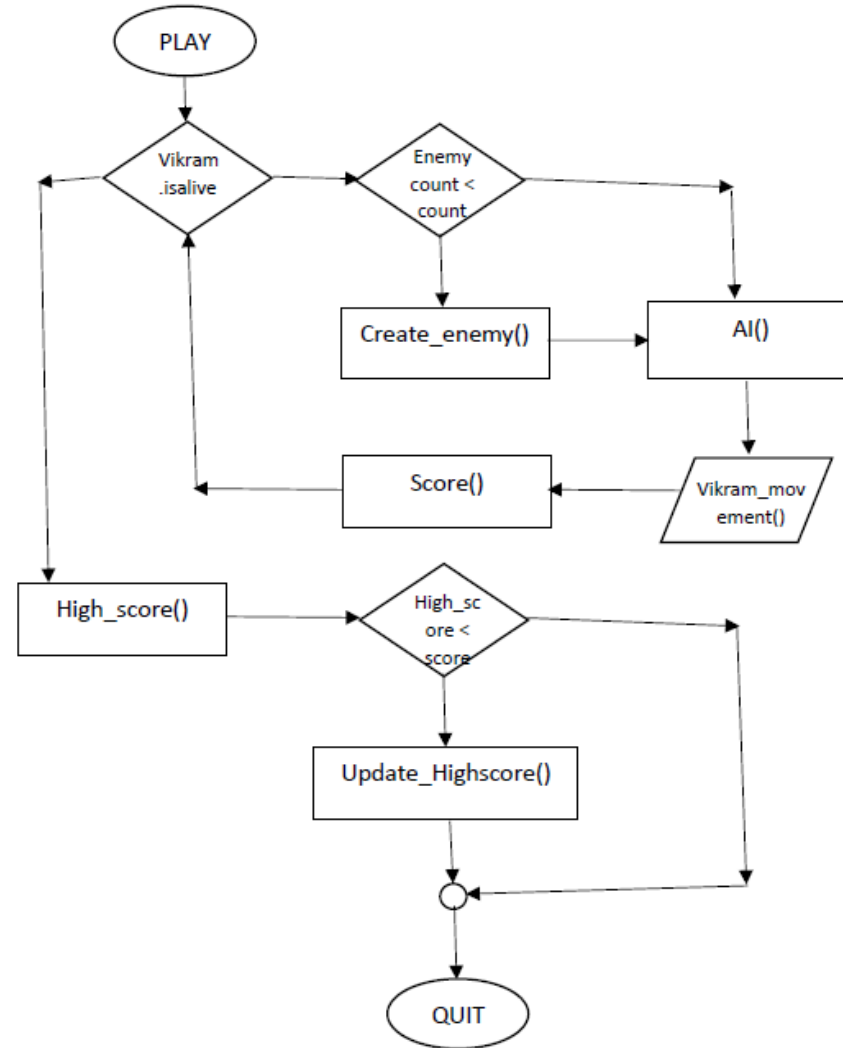 PLAY
Vikram
.isalive
Enemy
count <
count
Create_enemy()
AI()
Score()
Vikram_mov
ement()
High_score()
High_sc
ore <
score
Update_Highscore()
QUIT